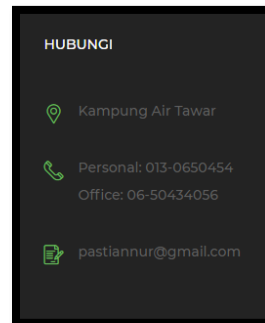 HUBUNGI
Kampung Air Tawar
Personal: 013-0650454
Office: 06-50434056
pastiannur@gmail.com